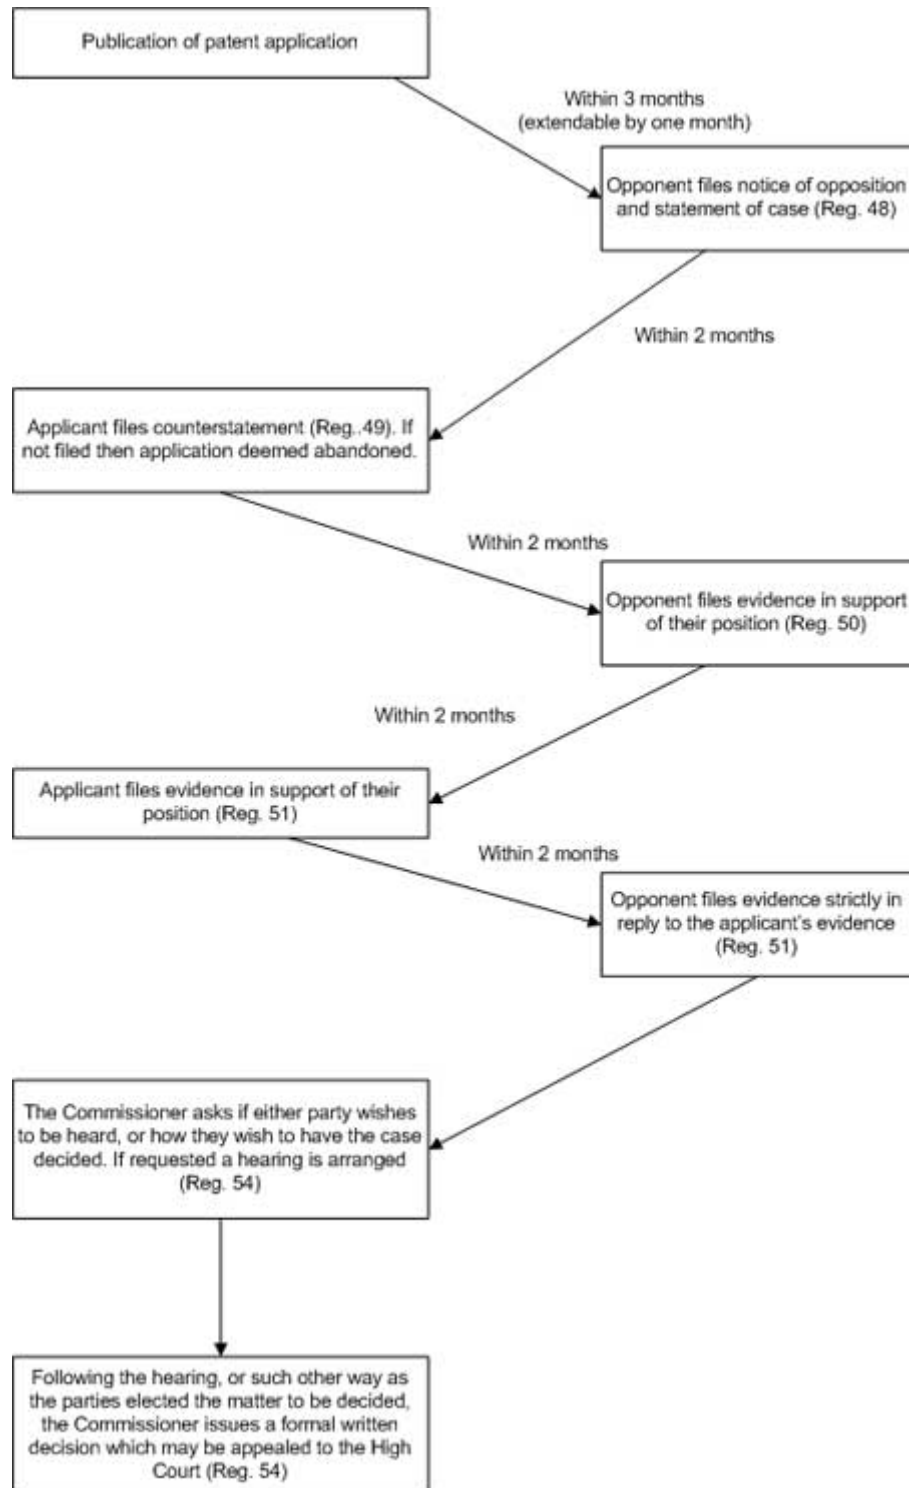 Publication of patent application
Within 3 months
(extendable by one month)
Opponent files notice of opposition
and statement of case (Reg. 48)
Within 2 months
Applicant files counterstatement (Reg..49). If
not filed then application deemed abandoned.
Within 2 months
Opponent files evidence in support
of their position (Reg. 50)
Within 2 months
Applicant files evidence in support of their
position (Reg. 51)
Within 2 months
Opponent files evidence strictly in
reply to the applicant's evidence
(Reg. 51)
The Commissioner asks if either party wishes
to be heard, or how they wish to have the case
decided. If requested a hearing is arranged
(Reg. 54)
Following the hearing, or such other way as
the parties elected the matter to be decided,
the Commissioner issues a formal written
decision which may be appealed to the High
Court (Reg. 54)